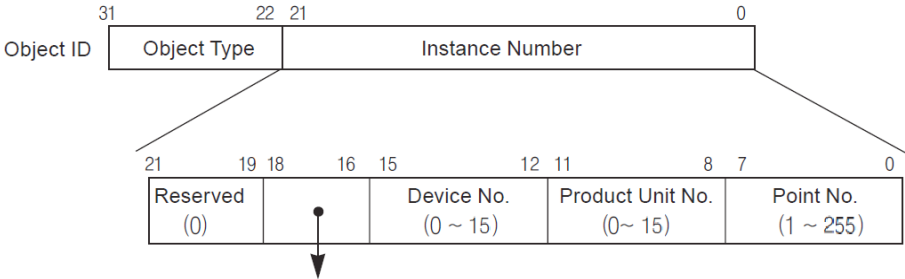 31 22 21 0
Object ID Object Type Instance Number
21 19 18 16 15 12 11 8 7 0
Reserved Device No. Product Unit No. Point No.
(0) (0 ~ 15) (0~ 15) (1 ~ 255)